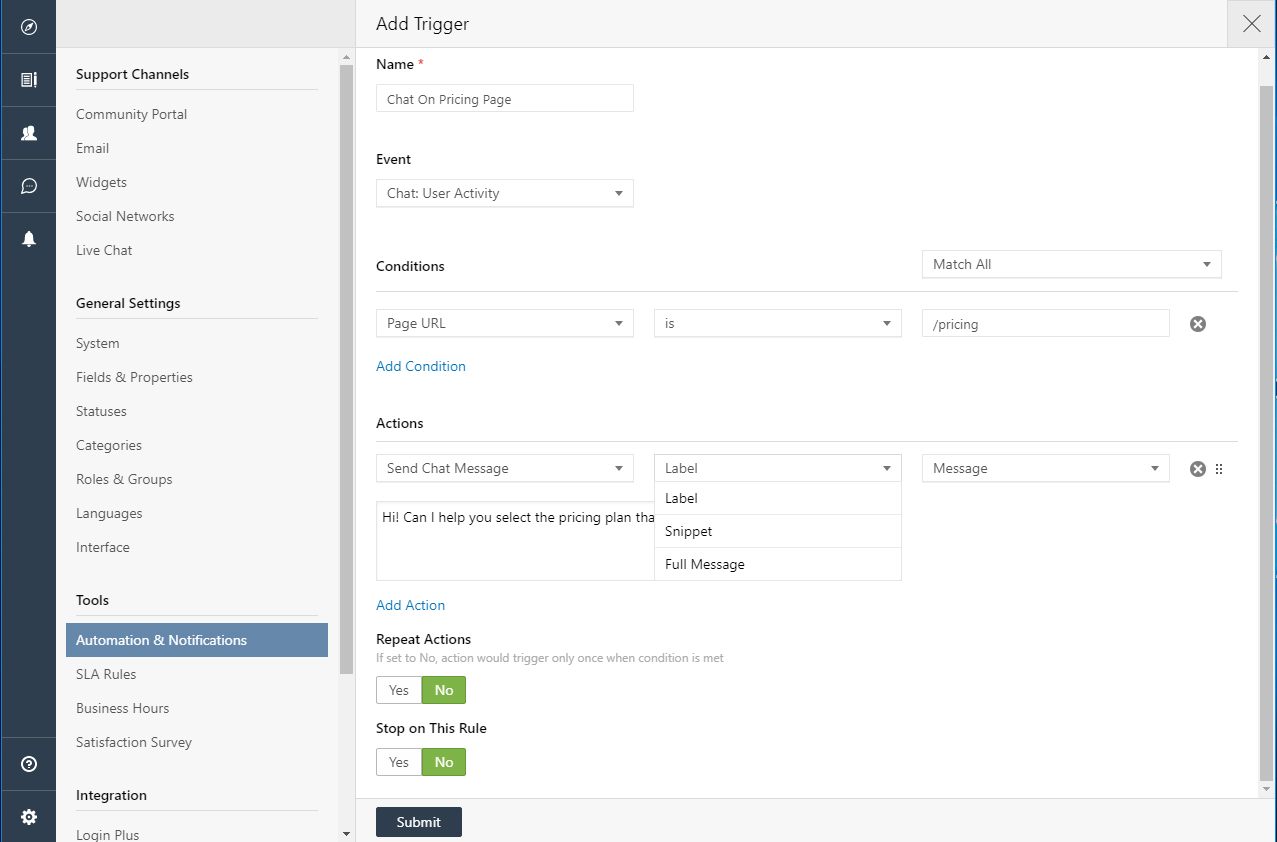 Add Trigger
Support Channels
Community Portal
Email
Widgets
Social Networks
Live Chat
General Settings
System
Fields & Properties
Statuses
Categories
Roles & Groups
Languages
Interface
Tools
Automation & Notifications
SLA Rules
Business Hours
Satisfaction Survey
Integration
Login Plus
Name *
Chat On Pricing Page
Event
Chat: User Activity
Conditions
Match All
Page URL
is
/pricing
Add Condition
Actions
Send Chat Message
Label
Message
Hi! Can I help you select the pricing plan tha
Label
Snippet
Full Message
Add Action
Repeat Actions
If set to No, action would trigger only once when condition is met
Yes No
Stop on This Rule
Yes No
Submit